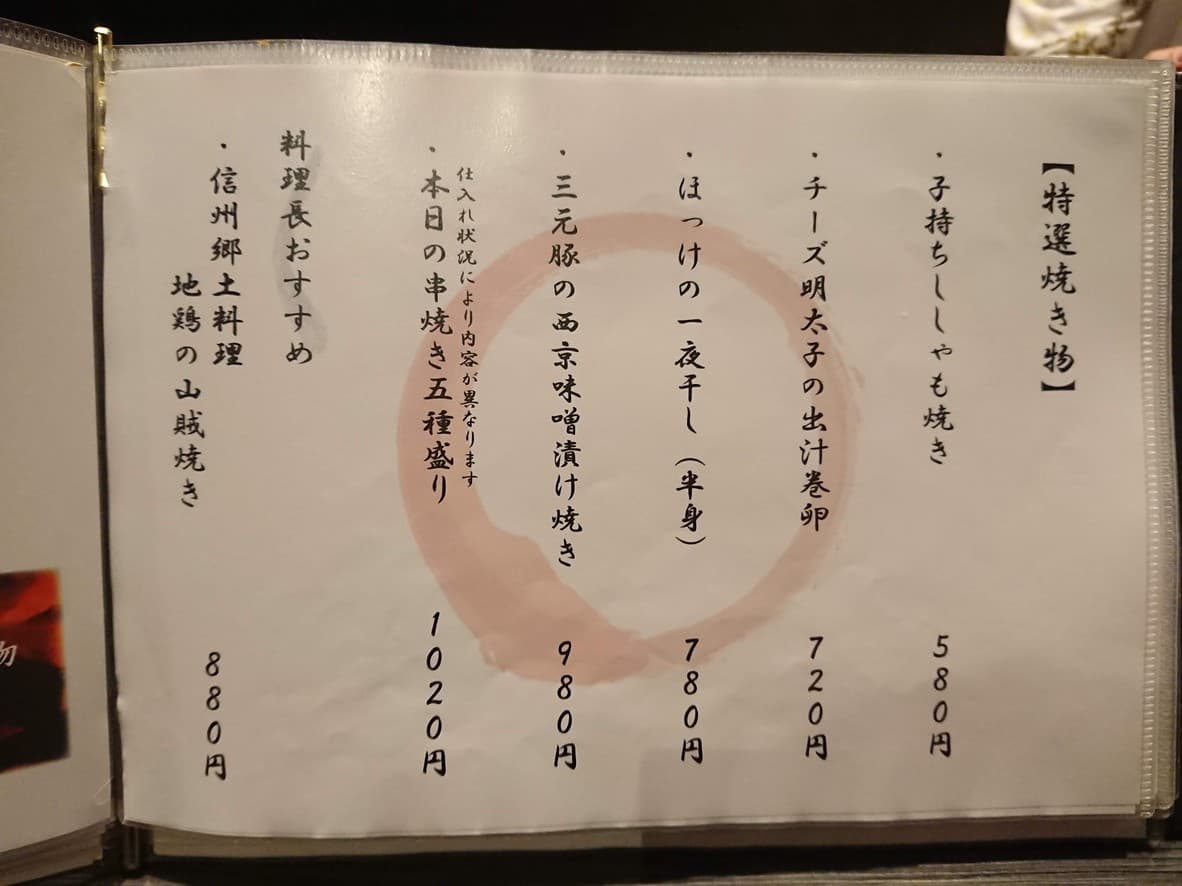 【特選焼き物】
・子持ちししゃも焼き 580円
・チーズ明太子の出汁巻卵 720円
・ほっけの一夜干し(半身) 780円
・三元豚の西京味噌漬け焼き 980円
仕入れ状況により内容が異なります
・本日の串焼き五種盛り 1020円
料理長おすすめ
・信州郷土料理
地鶏の山賊焼き 880円